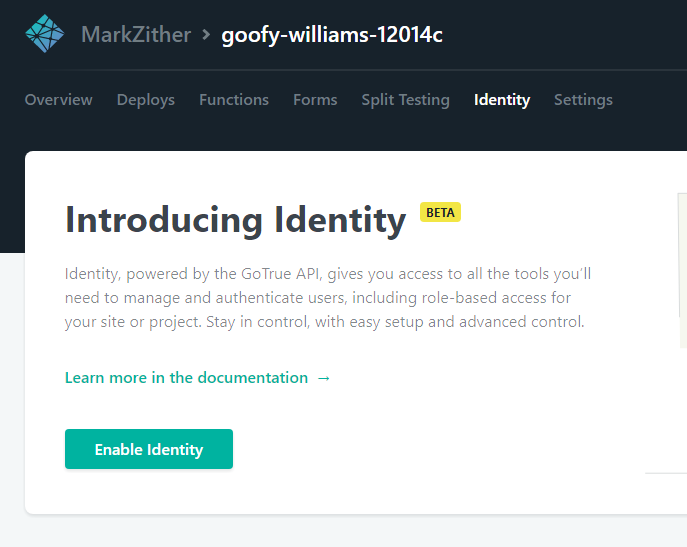 MarkZither > goofy-williams-12014c
Overview Deploys Functions Forms Split Testing Identity Settings
Introducing Identity BETA
Identity, powered by the GoTrue API, gives you access to all the tools you'll
need to manage and authenticate users, including role-based access for
your site or project. Stay in control, with easy setup and advanced control.
Learn more in the documentation →
Enable Identity